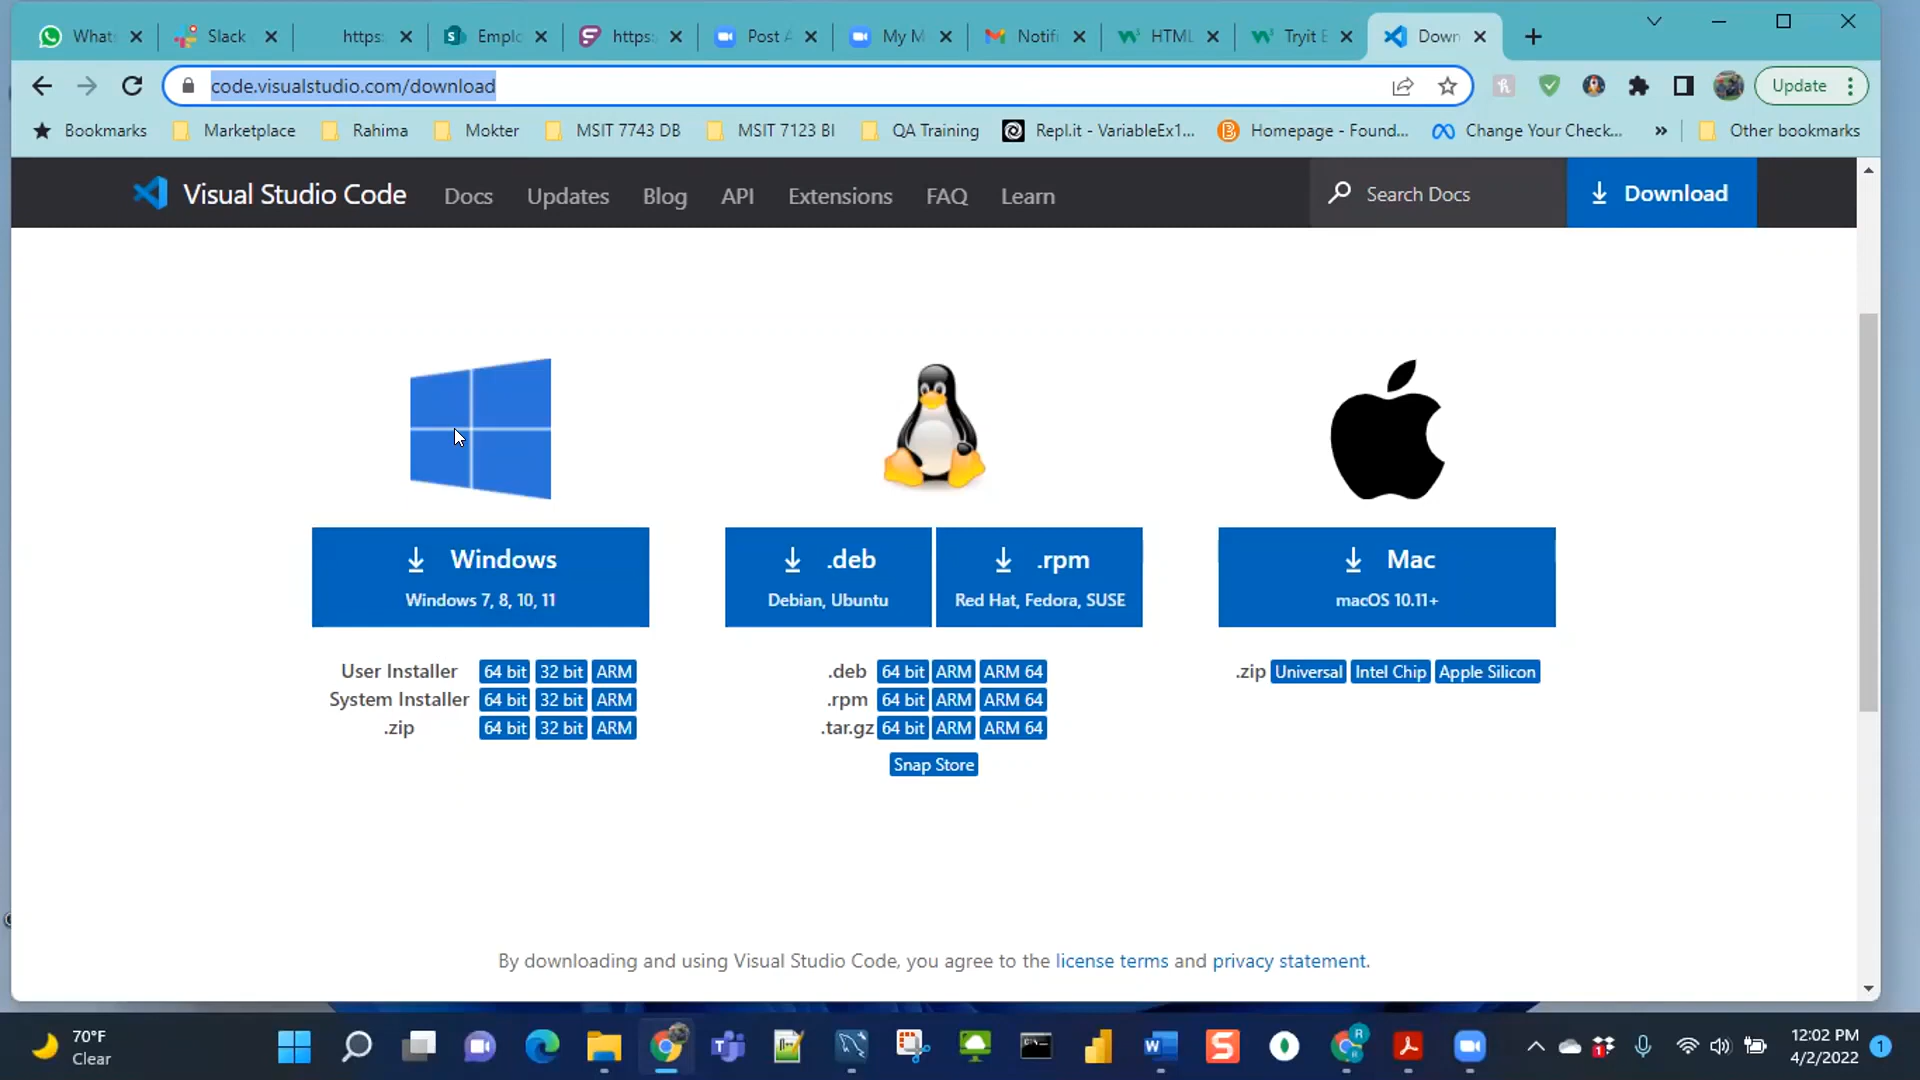 What
Slack
https:
Emplo
https:
Post A
My M
Notifi
HTML
Tryit E
Down
code.visualstudio.com/download
Update
Bookmarks
Marketplace
Rahima
Mokter
MSIT 7743 DB
MSIT 7123 BI
QA Training
Repl.it - VariableEx1...
Homepage - Found...
Change Your Check...
»
Other bookmarks
Visual Studio Code
Docs
Updates
Blog
API
Extensions
FAQ
Learn
Search Docs
Download
Windows
Windows 7, 8, 10, 11
.deb
Debian, Ubuntu
.rpm
Red Hat, Fedora, SUSE
Mac
macOS 10.11+
User Installer 64 bit 32 bit ARM
System Installer 64 bit 32 bit ARM
.zip 64 bit 32 bit ARM
.deb 64 bit ARM ARM 64
.rpm 64 bit ARM ARM 64
.tar.gz 64 bit ARM ARM 64
Snap Store
.zip Universal Intel Chip Apple Silicon
By downloading and using Visual Studio Code, you agree to the license terms and privacy statement.
70°F
Clear
12:02 PM
4/2/2022
1